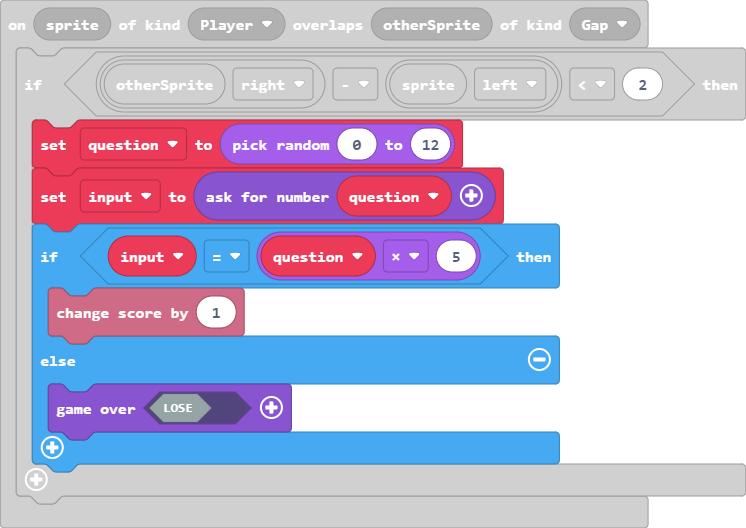 on sprite of kind Player overlaps otherSprite of kind Gap
if otherSprite right - sprite left < 2 then
set question to pick random 0 to 12
set input to ask for number question
if input = question × 5 then
change score by 1
else
game over LOSE